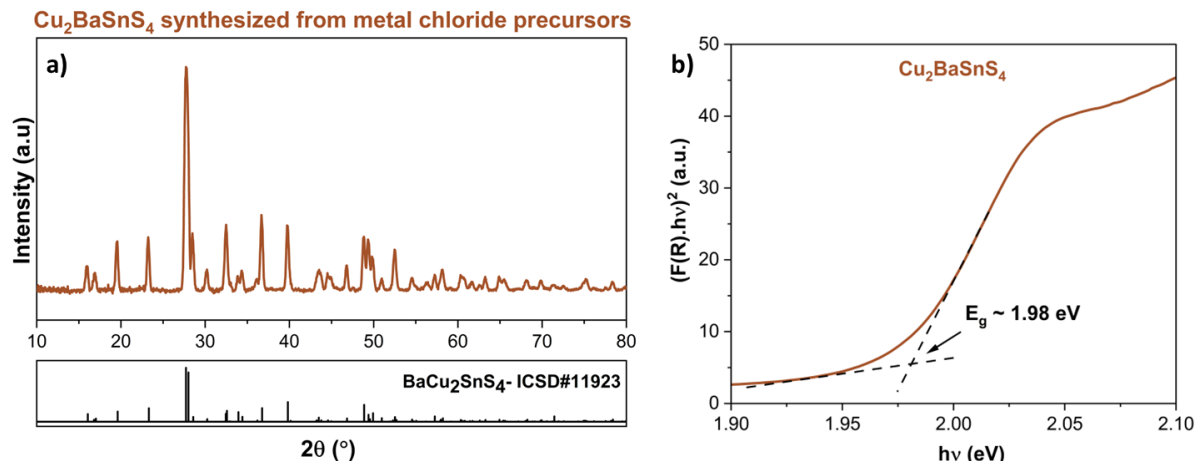 Cu₂BaSnS₄ synthesized from metal chloride precursors
a)
Intensity (a.u)
10 20 30 40 50 60 70 80
BaCu₂SnS₄- ICSD#11923
2θ (°)
b)
Cu₂BaSnS₄
(F(R).hν)² (a.u.)
50
40
30
20
10
0
E_g ~ 1.98 eV
1.90 1.95 2.00 2.05 2.10
hν (eV)